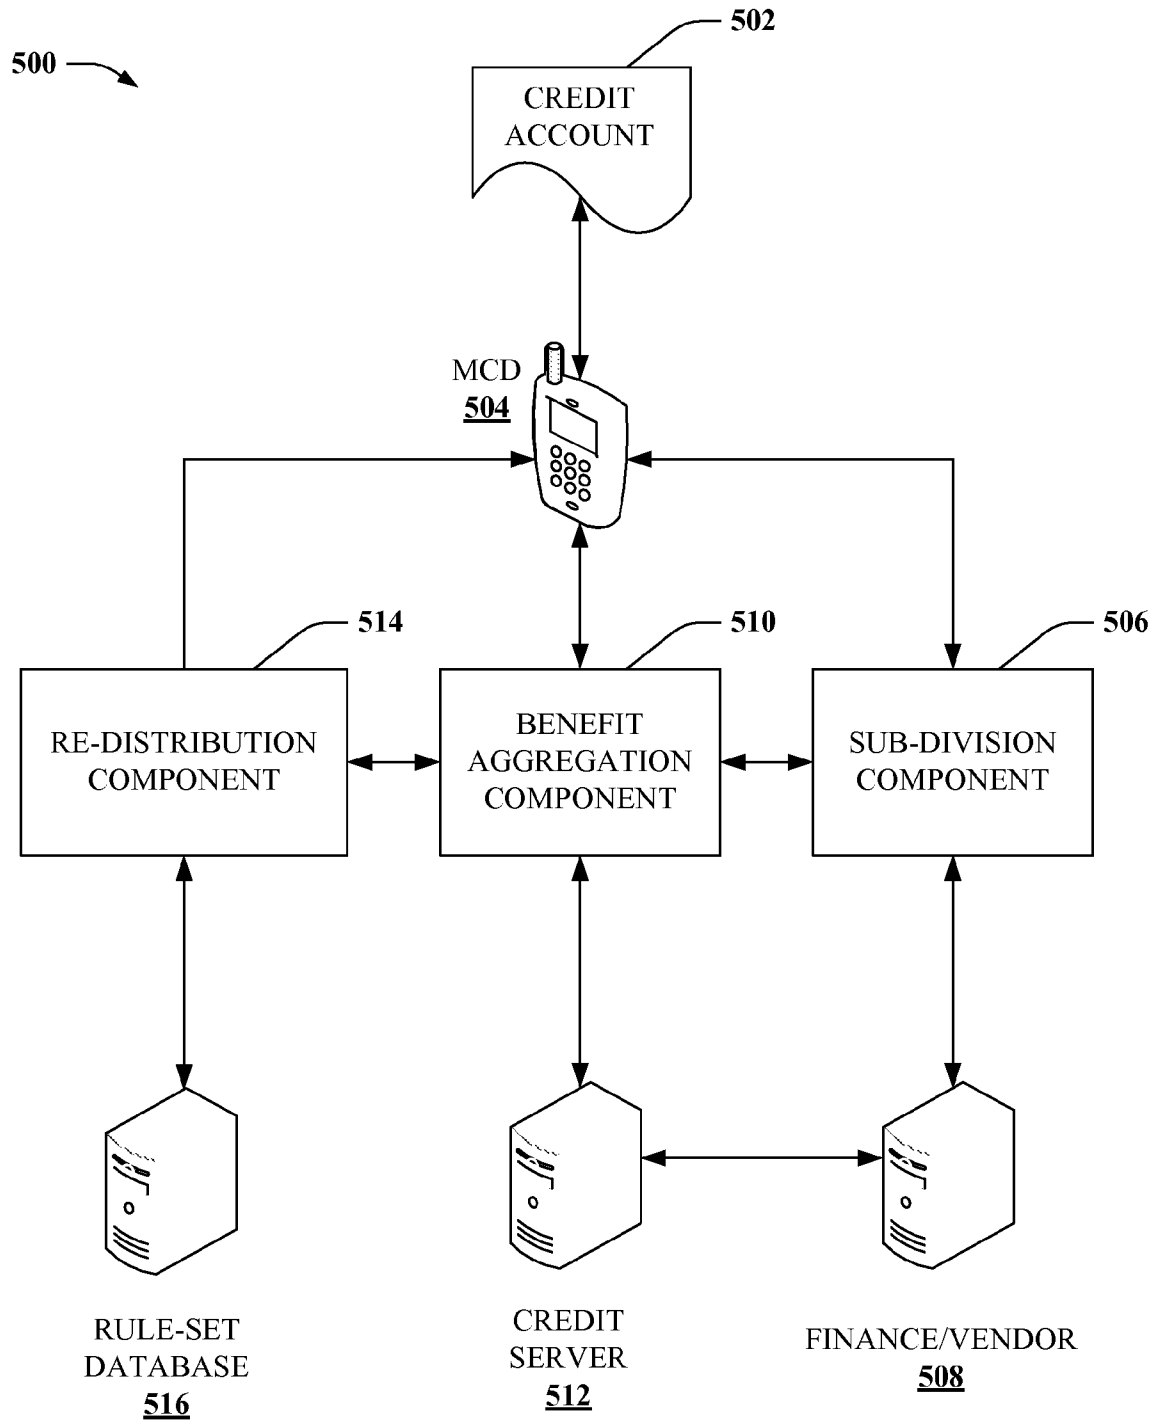 502
500
CREDIT
ACCOUNT
MCD
504
514
510
506
RE-DISTRIBUTION
COMPONENT
BENEFIT
AGGREGATION
COMPONENT
SUB-DIVISION
COMPONENT
RULE-SET
DATABASE
516
CREDIT
SERVER
512
FINANCE/VENDOR
508